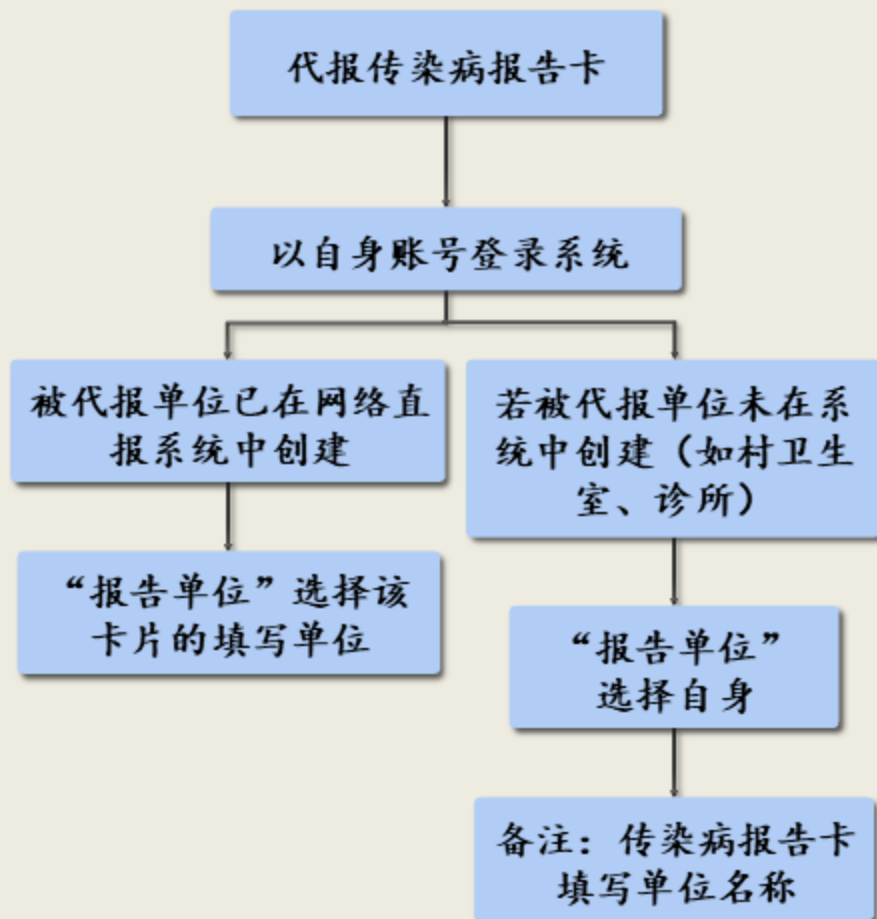 代报传染病报告卡
以自身账号登录系统
被代报单位已在网络直
报系统中创建
“报告单位”选择该
卡片的填写单位
若被代报单位未在系
统中创建（如村卫生
室、诊所）
“报告单位”
选择自身
备注：传染病报告卡
填写单位名称